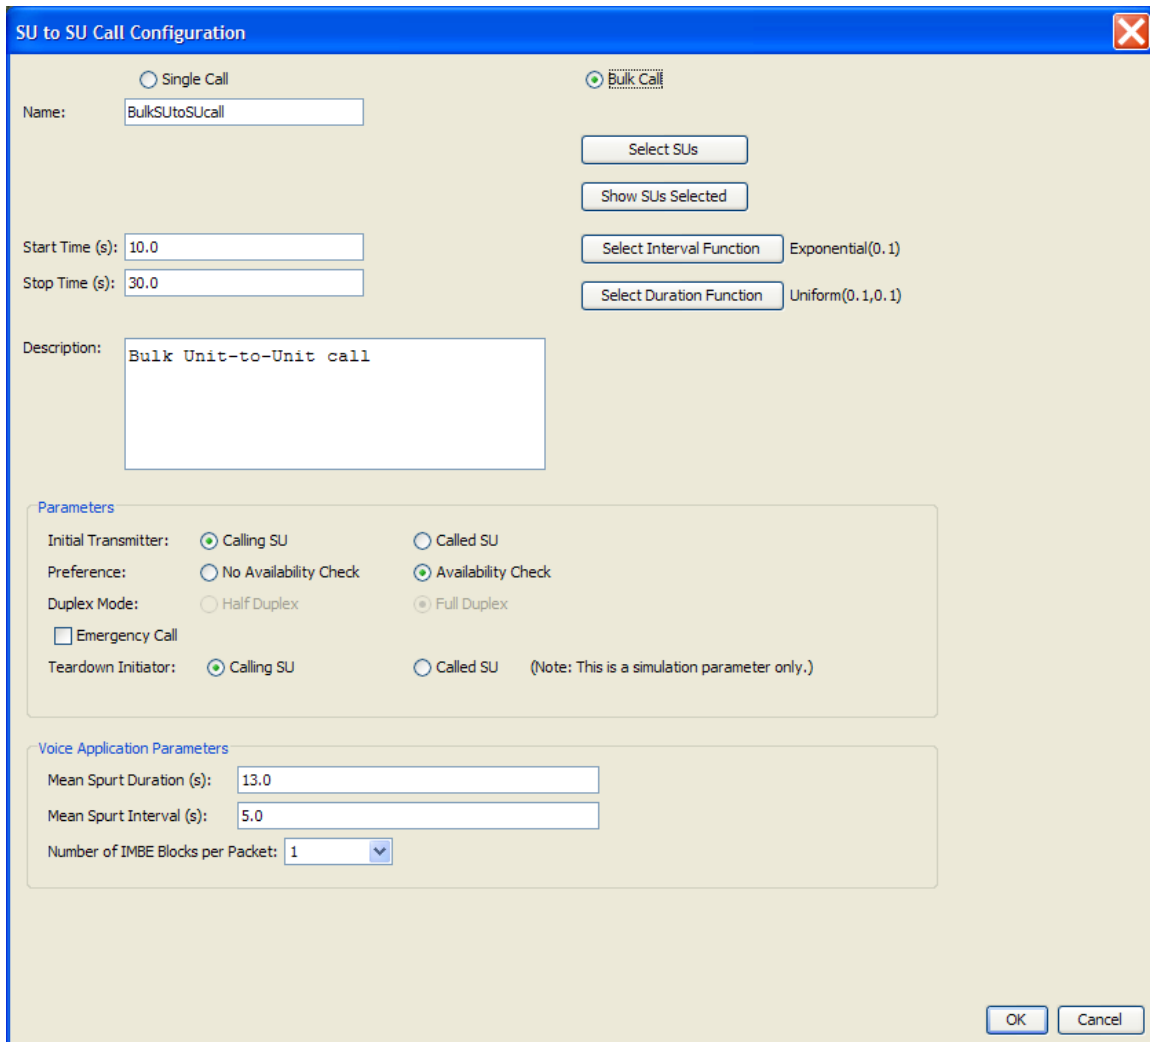 SU to SU Call Configuration
Single Call Bulk Call
Name: BulkSUtoSUcall
Select SUs
Show SUs Selected
Start Time (s): 10.0 Select Interval Function Exponential(0.1)
Stop Time (s): 30.0 Select Duration Function Uniform(0.1,0.1)
Description: Bulk Unit-to-Unit call
Parameters
Initial Transmitter: Calling SU Called SU
Preference: No Availability Check Availability Check
Duplex Mode: Half Duplex Full Duplex
Emergency Call
Teardown Initiator: Calling SU Called SU (Note: This is a simulation parameter only.)
Voice Application Parameters
Mean Spurt Duration (s): 13.0
Mean Spurt Interval (s): 5.0
Number of IMBE Blocks per Packet: 1
OK Cancel